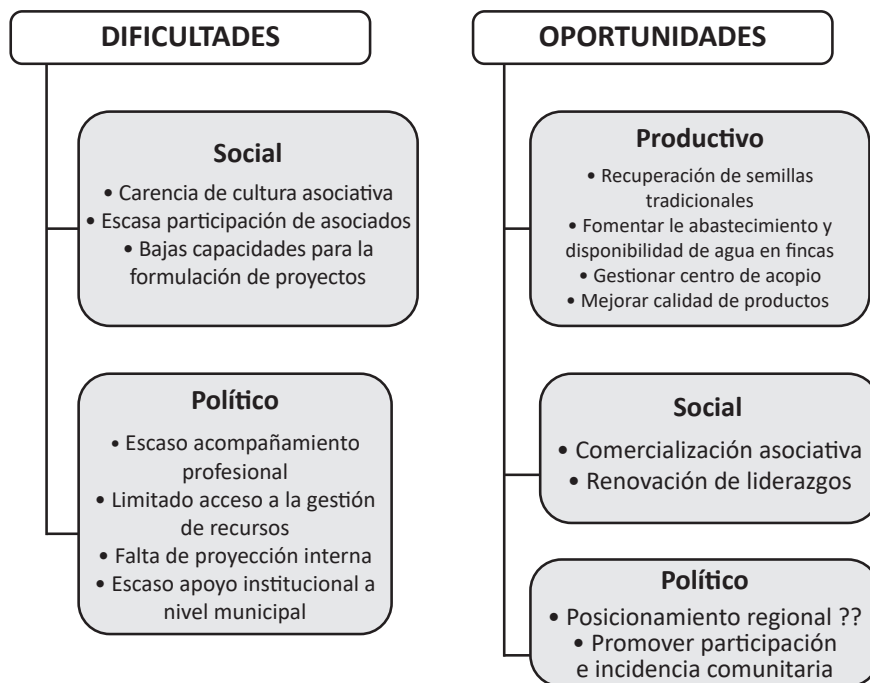 DIFICULTADES
Social
• Carencia de cultura asociativa
• Escasa participación de asociados
• Bajas capacidades para la
formulación de proyectos
Político
• Escaso acompañamiento
profesional
• Limitado acceso a la gestión
de recursos
• Falta de proyección interna
• Escaso apoyo institucional a
nivel municipal
OPORTUNIDADES
Productivo
• Recuperación de semillas
tradicionales
• Fomentar le abastecimiento y
disponibilidad de agua en fincas
• Gestionar centro de acopio
• Mejorar calidad de productos
Social
• Comercialización asociativa
• Renovación de liderazgos
Político
• Posicionamiento regional ??
• Promover participación
e incidencia comunitaria